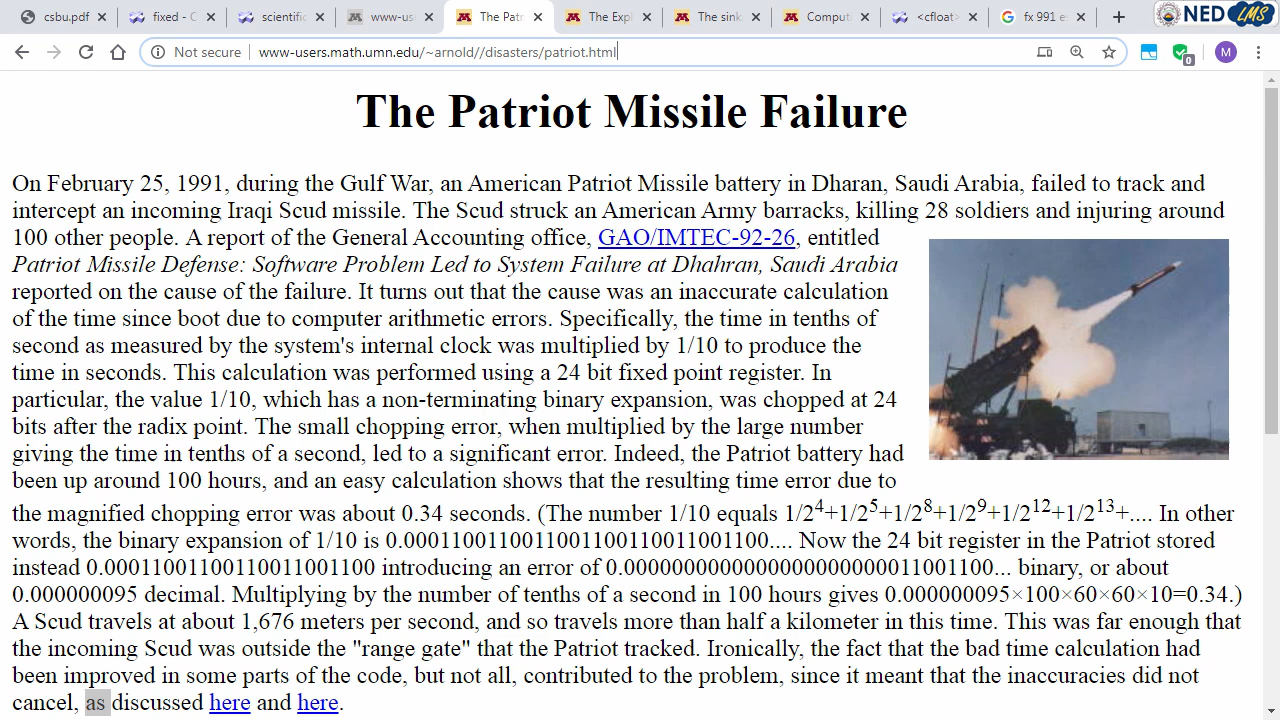 csbu.pdf
fixed - C
scientific
www-us
The Patr
The Exp
The sink
Comput
<cfloat>
fx 991 e
NED LMS
Not secure
www-users.math.umn.edu/~arnold//disasters/patriot.html
0
M
The Patriot Missile Failure
On February 25, 1991, during the Gulf War, an American Patriot Missile battery in Dharan, Saudi Arabia, failed to track and
intercept an incoming Iraqi Scud missile. The Scud struck an American Army barracks, killing 28 soldiers and injuring around
100 other people. A report of the General Accounting office, GAO/IMTEC-92-26, entitled
Patriot Missile Defense: Software Problem Led to System Failure at Dhahran, Saudi Arabia
reported on the cause of the failure. It turns out that the cause was an inaccurate calculation
of the time since boot due to computer arithmetic errors. Specifically, the time in tenths of
second as measured by the system's internal clock was multiplied by 1/10 to produce the
time in seconds. This calculation was performed using a 24 bit fixed point register. In
particular, the value 1/10, which has a non-terminating binary expansion, was chopped at 24
bits after the radix point. The small chopping error, when multiplied by the large number
giving the time in tenths of a second, led to a significant error. Indeed, the Patriot battery had
been up around 100 hours, and an easy calculation shows that the resulting time error due to
the magnified chopping error was about 0.34 seconds. (The number 1/10 equals 1/2⁴+1/2⁵+1/2⁸+1/2⁹+1/2¹²+1/2¹³+.... In other
words, the binary expansion of 1/10 is 0.0001100110011001100110011001100.... Now the 24 bit register in the Patriot stored
instead 0.00011001100110011001100 introducing an error of 0.0000000000000000000000011001100... binary, or about
0.000000095 decimal. Multiplying by the number of tenths of a second in 100 hours gives 0.000000095×100×60×60×10=0.34.)
A Scud travels at about 1,676 meters per second, and so travels more than half a kilometer in this time. This was far enough that
the incoming Scud was outside the "range gate" that the Patriot tracked. Ironically, the fact that the bad time calculation had
been improved in some parts of the code, but not all, contributed to the problem, since it meant that the inaccuracies did not
cancel, as discussed here and here.